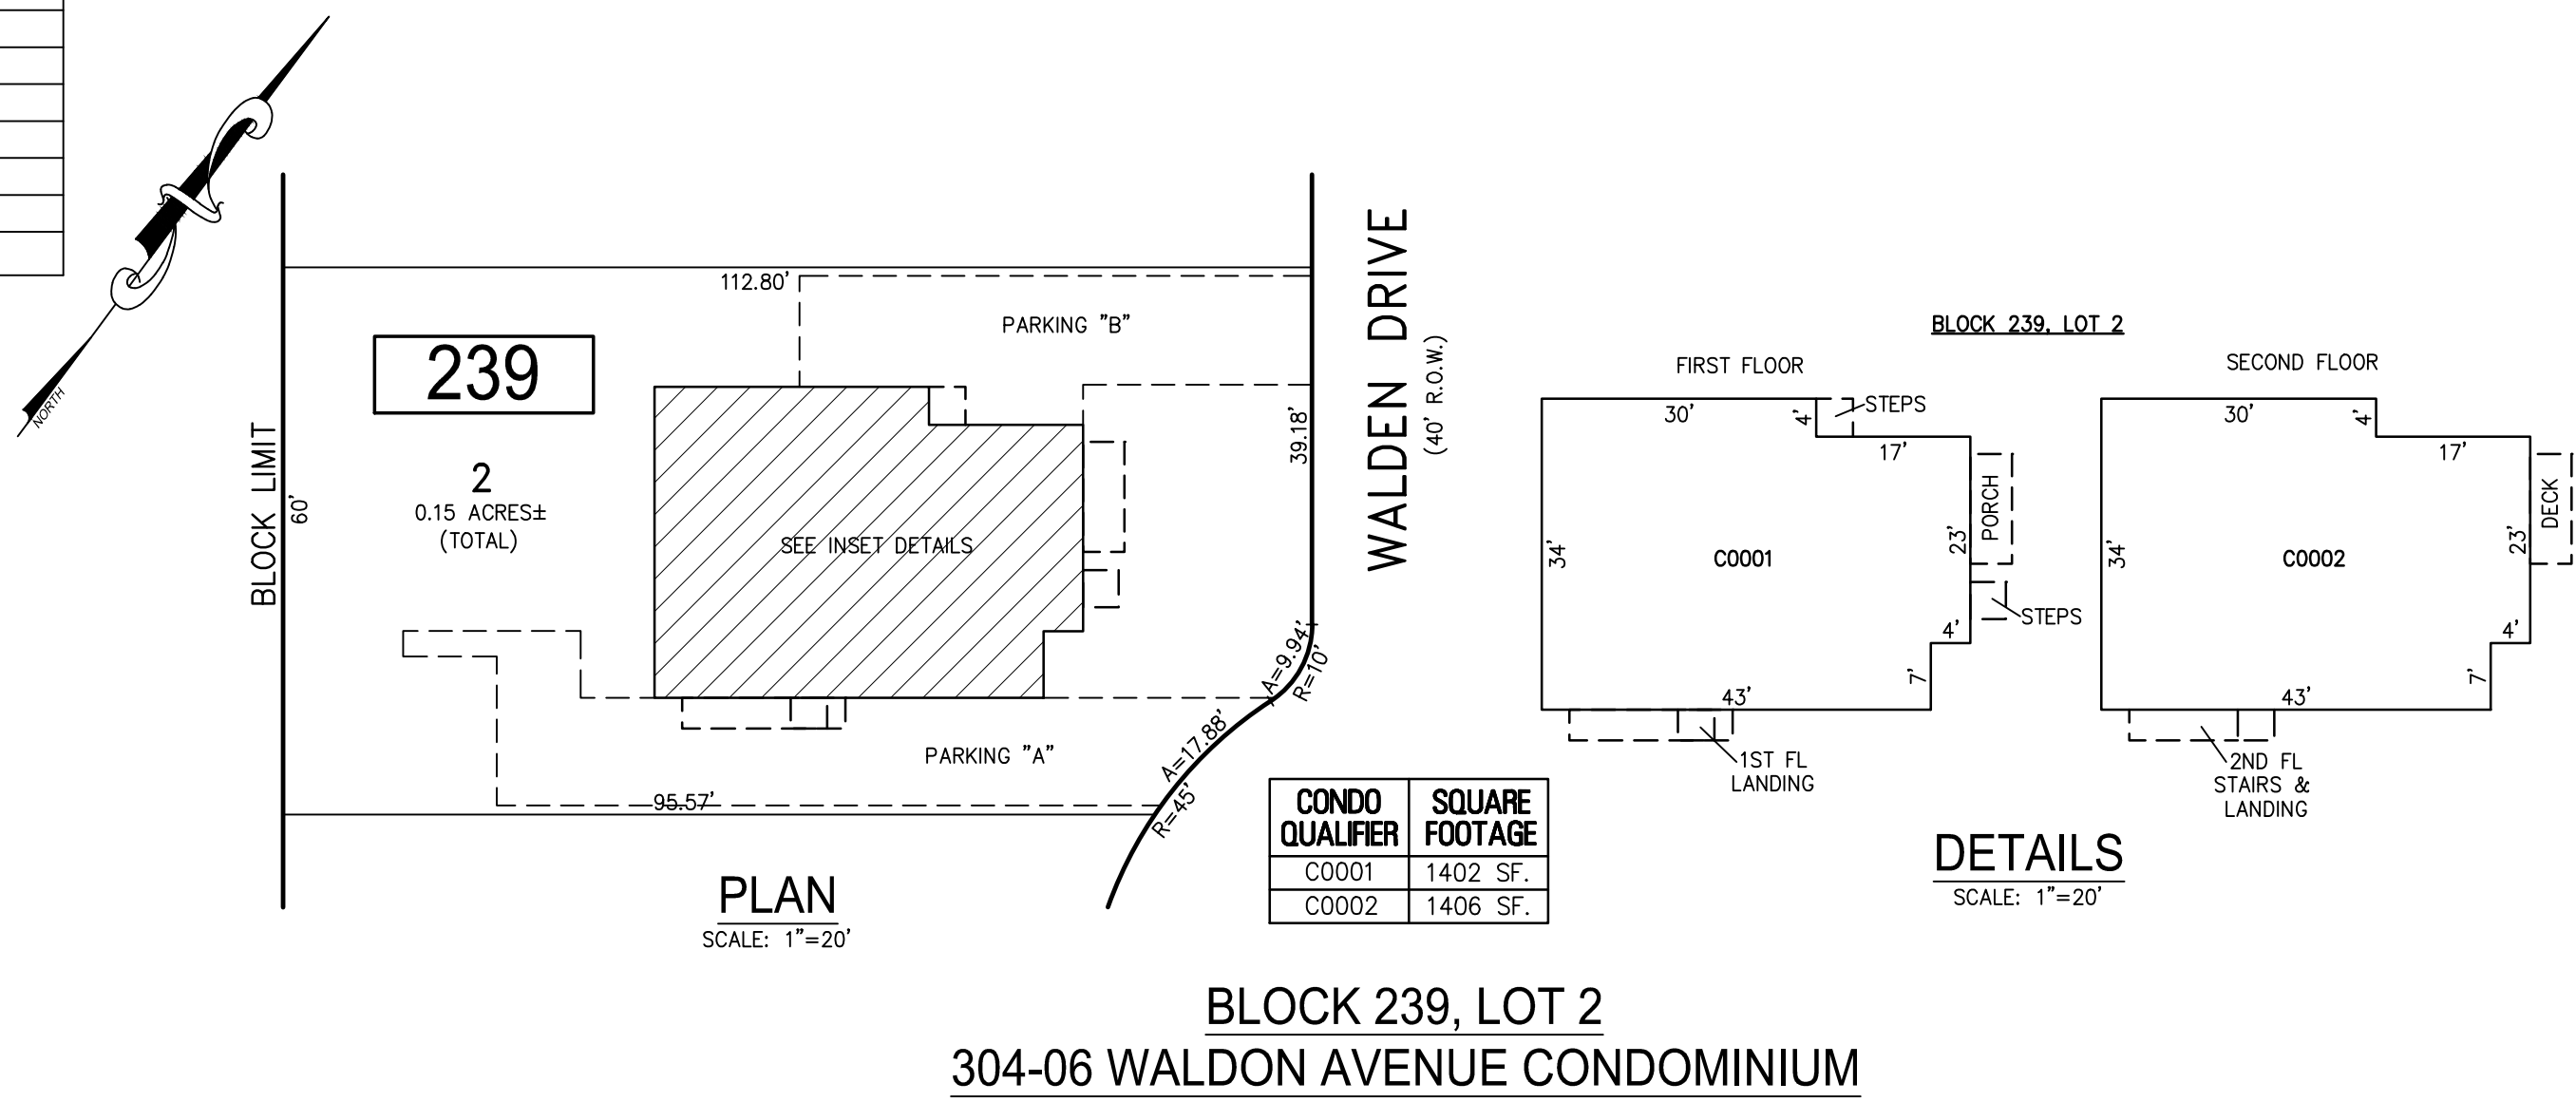 NORTH
BLOCK LIMIT
60'
112.80'
PARKING "B"
239
2
0.15 ACRES±
(TOTAL)
SEE INSET DETAILS
39.18'
WALDEN DRIVE
(40' R.O.W.)
A=9.94'
R=10'
A=17.88'
R=45'
PARKING "A"
95.57'
PLAN
SCALE: 1"=20'
BLOCK 239, LOT 2
FIRST FLOOR
30'
4'
STEPS
17'
PORCH
23'
34'
C0001
STEPS
4'
7'
43'
1ST FL
LANDING
SECOND FLOOR
30'
4'
17'
DECK
23'
34'
C0002
4'
7'
43'
2ND FL
STAIRS &
LANDING
CONDO QUALIFIER SQUARE FOOTAGE
C0001 1402 SF.
C0002 1406 SF.
DETAILS
SCALE: 1"=20'
BLOCK 239, LOT 2
304-06 WALDON AVENUE CONDOMINIUM